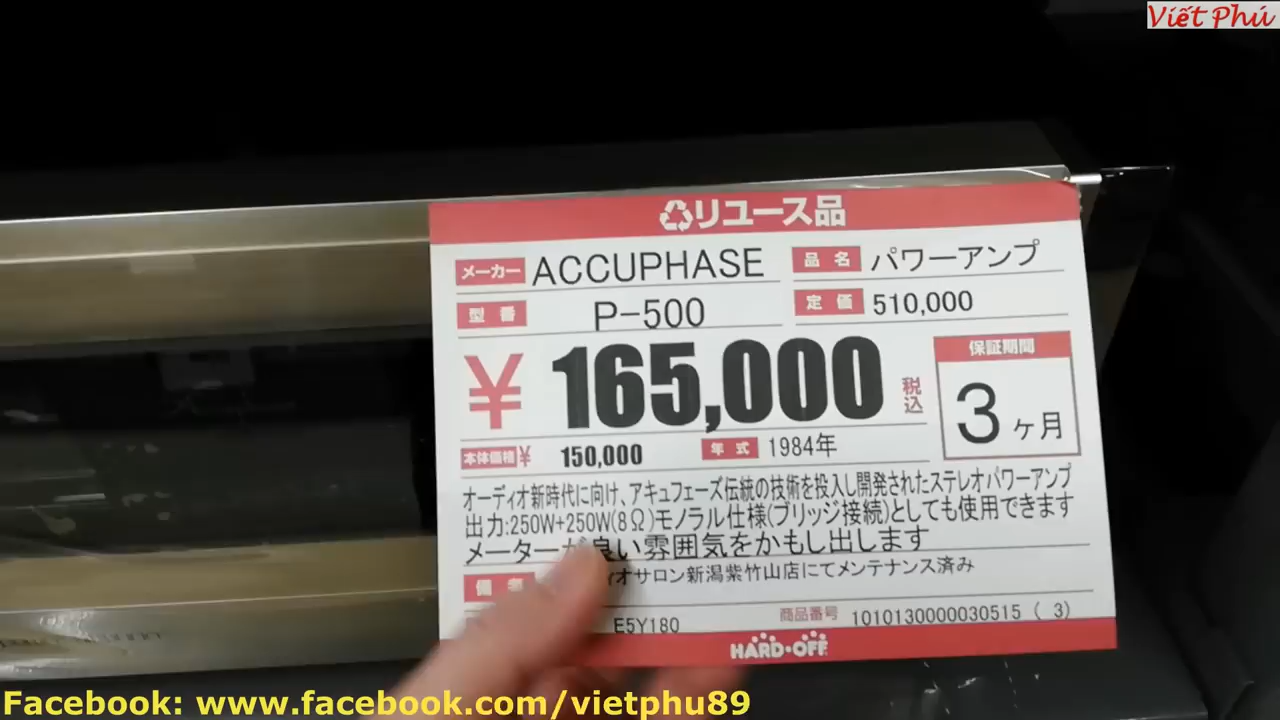 Việt Phú
リユース品
メーカー ACCUPHASE 品名 パワーアンプ
型番 P-500 定価 510,000
¥165,000 税込
保証期間
3ヶ月
本体価格¥ 150,000 年式 1984年
オーディオ新時代に向け、アキュフェーズ伝統の技術を投入し開発されたステレオパワーアンプ
出力:250W+250W(8Ω)モノラル仕様(ブリッジ接続)としても使用できます
メーターが良い雰囲気をかもし出します
備 ィオサロン新潟紫竹山店にてメンテナンス済み
E5Y180 商品番号 1010130000030515 ( 3)
HARD・OFF
Facebook: www.facebook.com/vietphu89